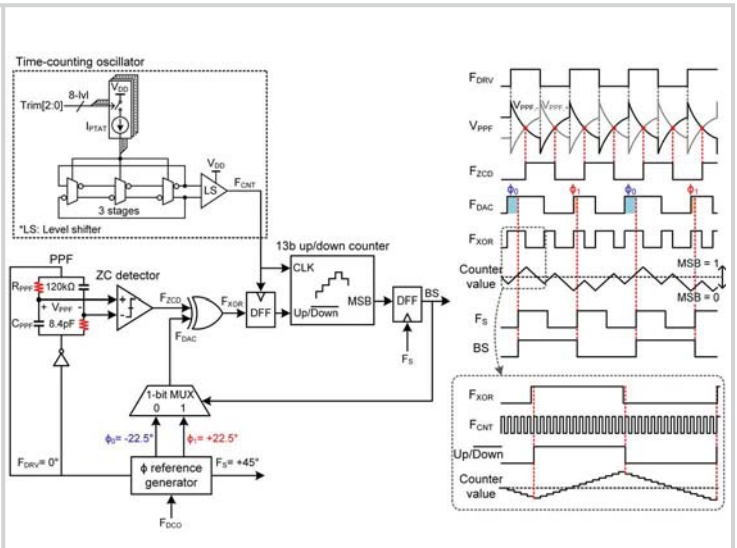 Time-counting oscillator
Trim[2:0]
8-lvl
VDD
IPTAT
VDD
LS
FCNT
3 stages
*LS: Level shifter
PPF
RPPF
120kΩ
+ VPPF -
CPPF
8.4pF
ZC detector
+
-
FZCD
FDAC
FXOR
DFF
13b up/down counter
CLK
MSB
Up/Down
DFF
BS
FS
1-bit MUX
0 1
ϕ0= -22.5°
ϕ1= +22.5°
FDRV= 0°
ϕ reference
generator
FS= +45°
FDCO
FDRV
VPPF
VPPF- VPPF+
FZCD
ϕ0 ϕ1 ϕ0 ϕ1
FDAC
FXOR
MSB = 1
Counter
value
MSB = 0
FS
BS
FXOR
FCNT
Up/Down
Counter
value